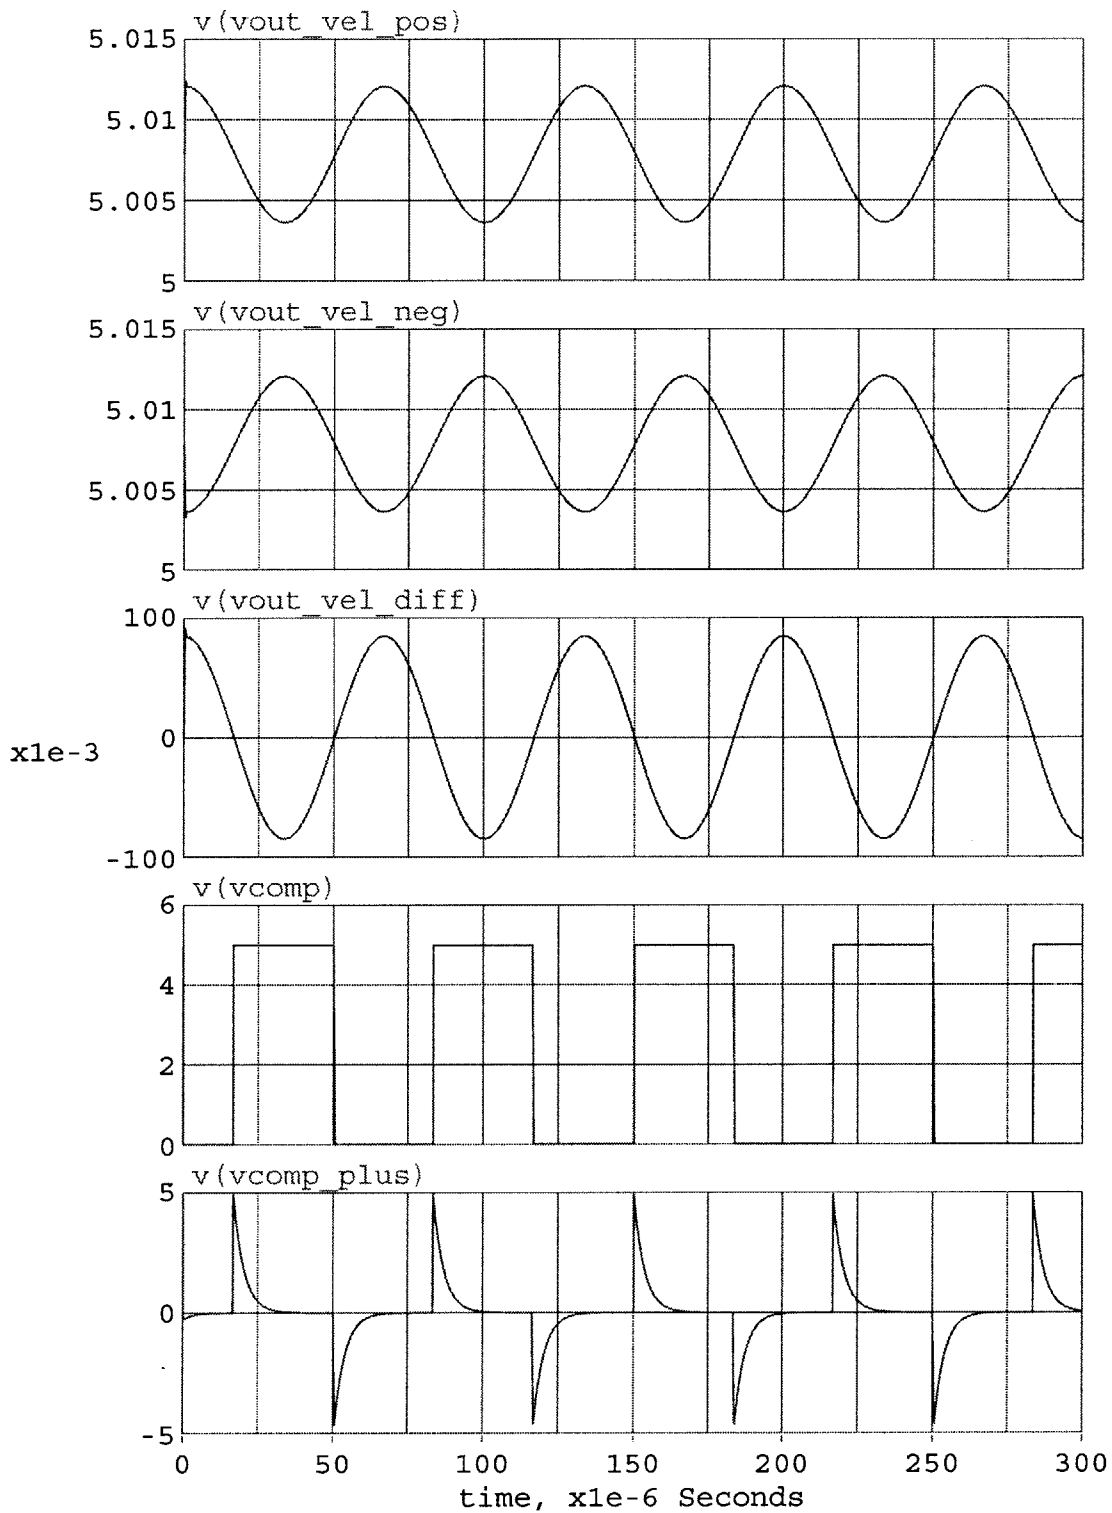 v(vout_vel_pos)
5.015
5.01
5.005
5
v(vout_vel_neg)
5.015
5.01
5.005
5
v(vout_vel_diff)
100
0
x1e-3
-100
v(vcomp)
6
4
2
0
v(vcomp_plus)
5
0
-5
0 50 100 150 200 250 300
time, x1e-6 Seconds